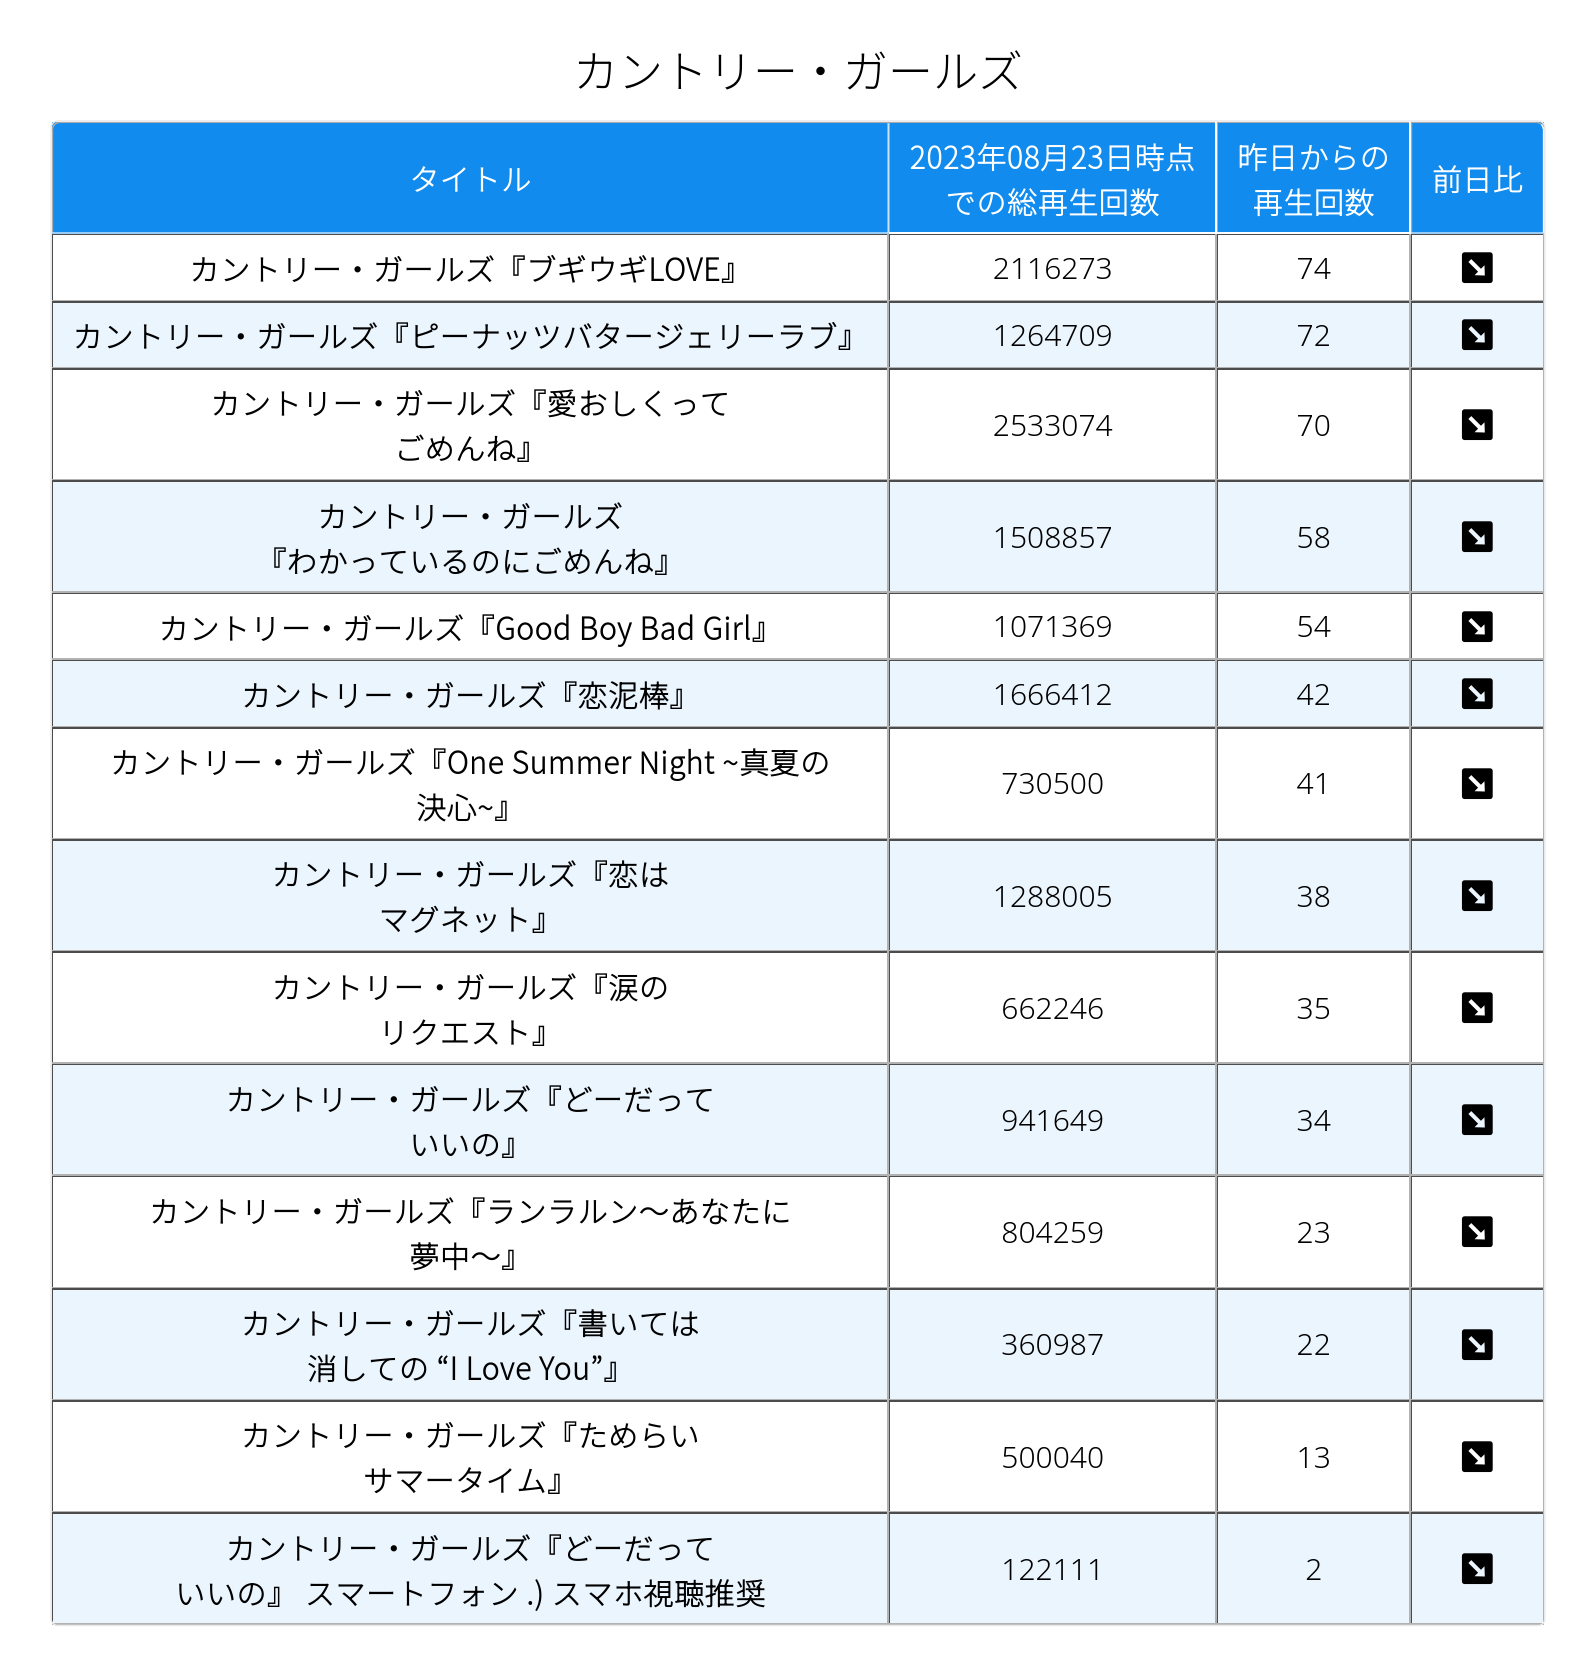 カントリー・ガールズ
タイトル
2023年08月23日時点
での総再生回数
昨日からの
再生回数
前日比
カントリー・ガールズ『ブギウギLOVE』
2116273
74
カントリー・ガールズ『ピーナッツバタージェリーラブ』
1264709
72
カントリー・ガールズ『愛おしくって
ごめんね』
2533074
70
カントリー・ガールズ
『わかっているのにごめんね』
1508857
58
カントリー・ガールズ『Good Boy Bad Girl』
1071369
54
カントリー・ガールズ『恋泥棒』
1666412
42
カントリー・ガールズ『One Summer Night ~真夏の
決心~』
730500
41
カントリー・ガールズ『恋は
マグネット』
1288005
38
カントリー・ガールズ『涙の
リクエスト』
662246
35
カントリー・ガールズ『どーだって
いいの』
941649
34
カントリー・ガールズ『ランラルン～あなたに
夢中～』
804259
23
カントリー・ガールズ『書いては
消しての “I Love You”』
360987
22
カントリー・ガールズ『ためらい
サマータイム』
500040
13
カントリー・ガールズ『どーだって
いいの』 スマートフォン .) スマホ視聴推奨
122111
2